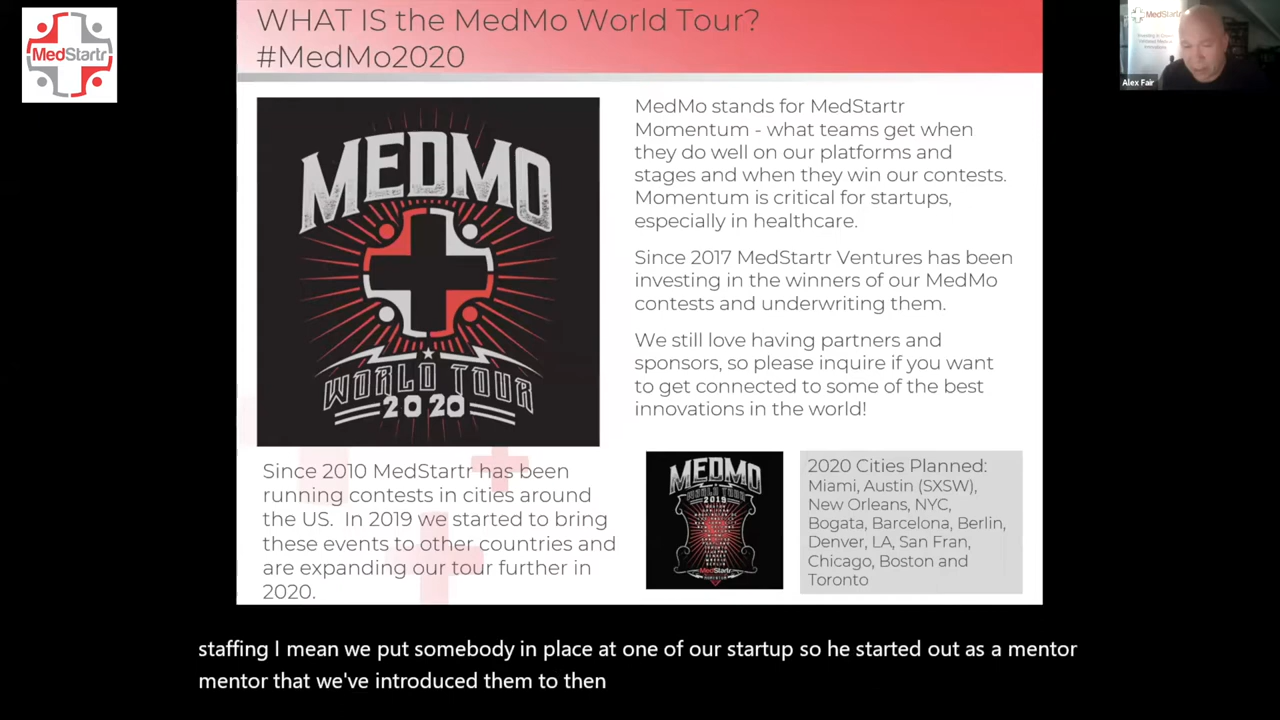 WHAT IS the MedMo World Tour?
#MedMo2020
MedStartr
MedStartr
Alex Fair
MEDMO
WORLD TOUR
2020
MedMo stands for MedStartr
Momentum - what teams get when
they do well on our platforms and
stages and when they win our contests.
Momentum is critical for startups,
especially in healthcare.
Since 2017 MedStartr Ventures has been
investing in the winners of our MedMo
contests and underwriting them.
We still love having partners and
sponsors, so please inquire if you want
to get connected to some of the best
innovations in the world!
Since 2010 MedStartr has been
running contests in cities around
the US. In 2019 we started to bring
these events to other countries and
are expanding our tour further in
2020.
MEDMO
WORLD TOUR
2019
MedStartr
2020 Cities Planned:
Miami, Austin (SXSW),
New Orleans, NYC,
Bogata, Barcelona, Berlin,
Denver, LA, San Fran,
Chicago, Boston and
Toronto
staffing I mean we put somebody in place at one of our startup so he started out as a mentor
mentor that we've introduced them to then